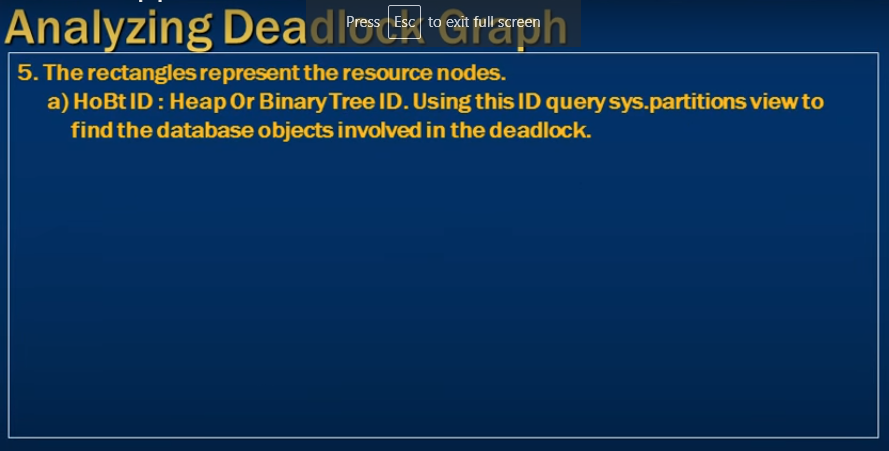 Analyzing Deadlock Graph
Press Esc to exit full screen
5. The rectangles represent the resource nodes.
a) HoBt ID : Heap Or Binary Tree ID. Using this ID query sys.partitions view to
find the database objects involved in the deadlock.